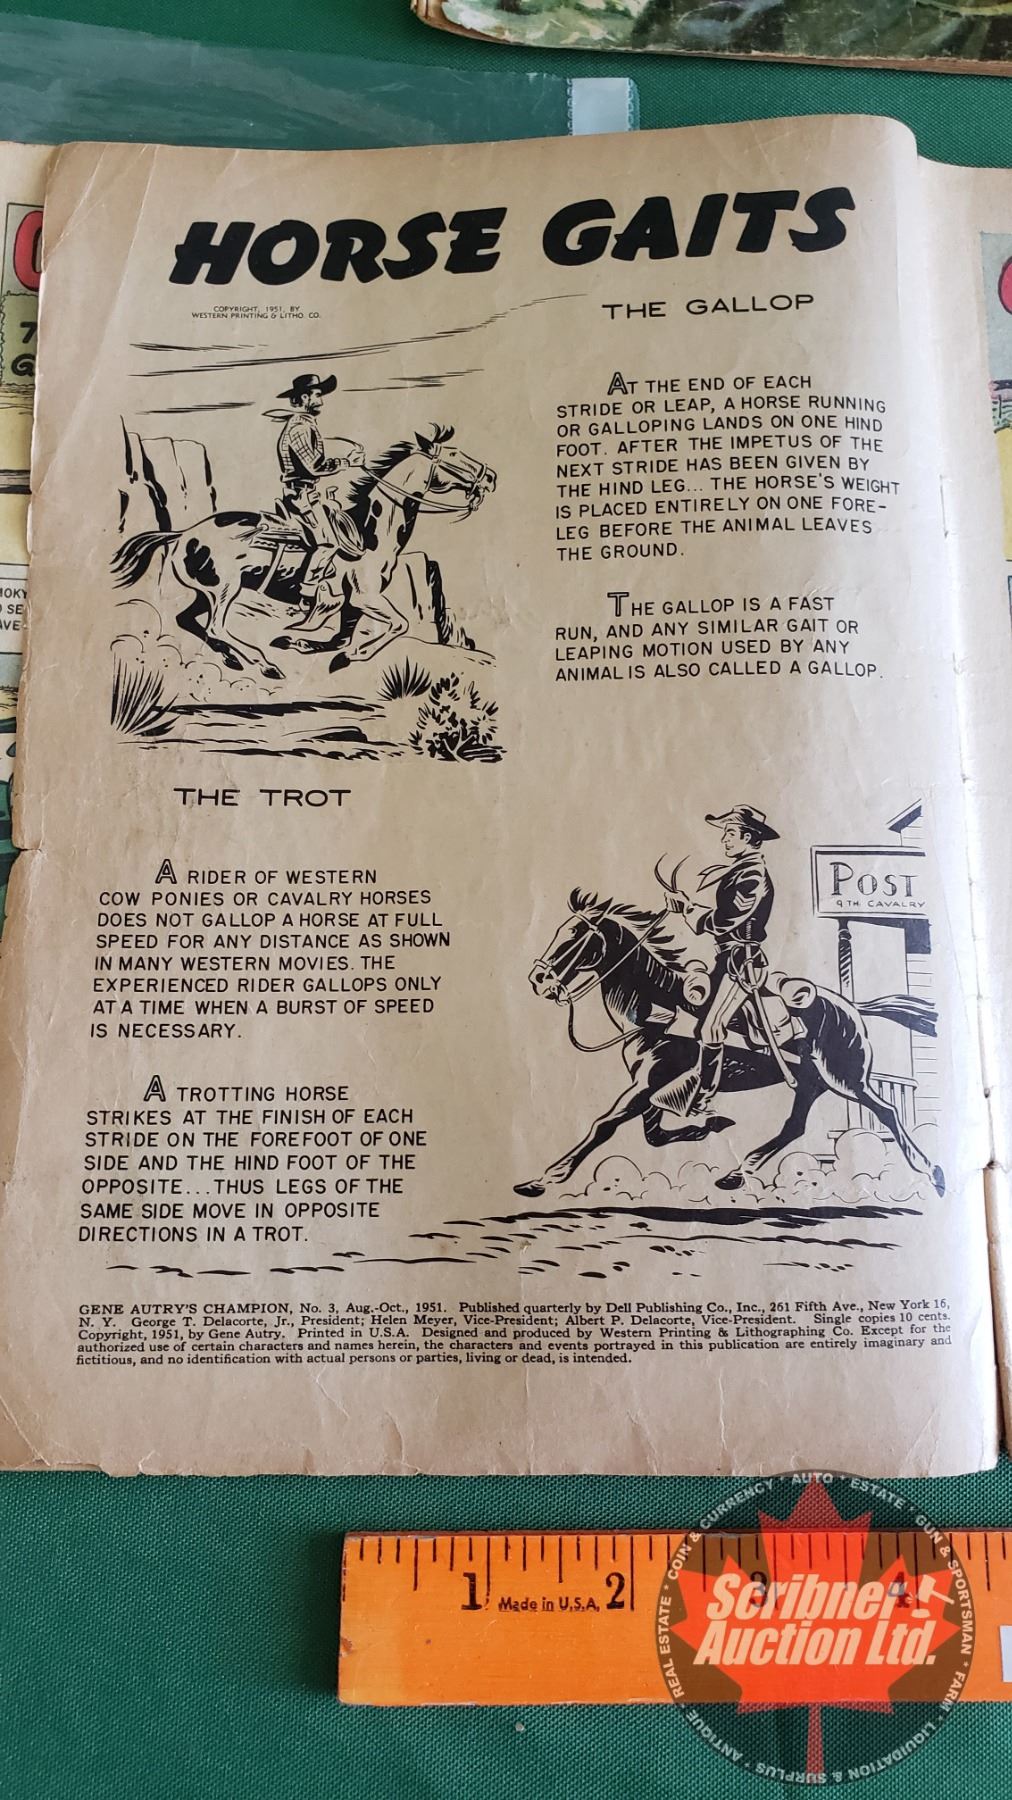 HORSE GAITS
COPYRIGHT, 1951, BY
WESTERN PRINTING & LITHO. CO.
THE GALLOP
AT THE END OF EACH
STRIDE OR LEAP, A HORSE RUNNING
OR GALLOPING LANDS ON ONE HIND
FOOT. AFTER THE IMPETUS OF THE
NEXT STRIDE HAS BEEN GIVEN BY
THE HIND LEG... THE HORSE'S WEIGHT
IS PLACED ENTIRELY ON ONE FORE-
LEG BEFORE THE ANIMAL LEAVES
THE GROUND.
THE GALLOP IS A FAST
RUN, AND ANY SIMILAR GAIT OR
LEAPING MOTION USED BY ANY
ANIMAL IS ALSO CALLED A GALLOP.
THE TROT
A RIDER OF WESTERN
COW PONIES OR CAVALRY HORSES
DOES NOT GALLOP A HORSE AT FULL
SPEED FOR ANY DISTANCE AS SHOWN
IN MANY WESTERN MOVIES. THE
EXPERIENCED RIDER GALLOPS ONLY
AT A TIME WHEN A BURST OF SPEED
IS NECESSARY.
A TROTTING HORSE
STRIKES AT THE FINISH OF EACH
STRIDE ON THE FOREFOOT OF ONE
SIDE AND THE HIND FOOT OF THE
OPPOSITE...THUS LEGS OF THE
SAME SIDE MOVE IN OPPOSITE
DIRECTIONS IN A TROT.
POST
9TH CAVALRY
GENE AUTRY'S CHAMPION, No. 3, Aug.-Oct., 1951. Published quarterly by Dell Publishing Co., Inc., 261 Fifth Ave., New York 16,
N. Y. George T. Delacorte, Jr., President; Helen Meyer, Vice-President; Albert P. Delacorte, Vice-President. Single copies 10 cents.
Copyright, 1951, by Gene Autry. Printed in U.S.A. Designed and produced by Western Printing & Lithographing Co. Except for the
authorized use of certain characters and names herein, the characters and events portrayed in this publication are entirely imaginary and
fictitious, and no identification with actual persons or parties, living or dead, is intended.
1 Made in U.S.A. 2 3 4
Scribner
Auction Ltd.
REAL ESTATE * COIN & CURRENCY * AUTO * ESTATE * GUN & SPORTSMAN * FARM * LIQUIDATION & SURPLUS * ANTIQUE *